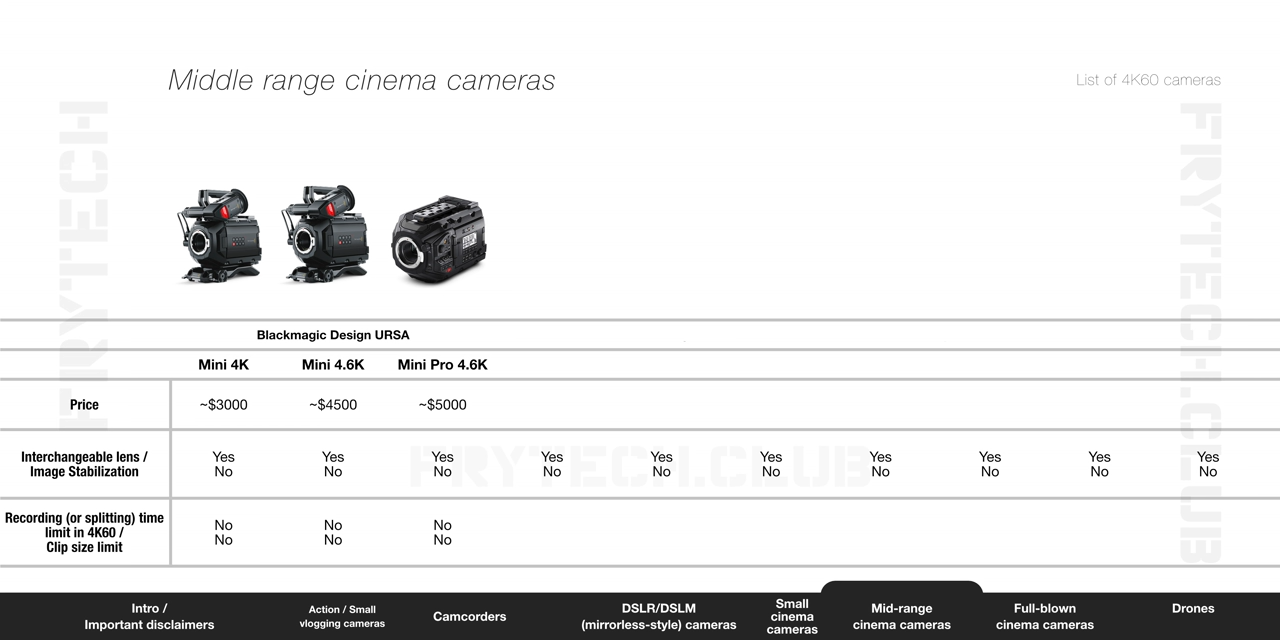 Middle range cinema cameras
List of 4K60 cameras
FRYTECH
FRYTECH.CLUB
Blackmagic Design URSA
Mini 4K Mini 4.6K Mini Pro 4.6K
Price ~$3000 ~$4500 ~$5000
Interchangeable lens / Yes Yes Yes Yes Yes Yes Yes Yes Yes Yes
Image Stabilization No No No No No No No No No No
FRYTECH.CLUB
Recording (or splitting) time
limit in 4K60 / No No No
Clip size limit No No No
Intro /
Important disclaimers
Action / Small
vlogging cameras
Camcorders
DSLR/DSLM
(mirrorless-style) cameras
Small
cinema
cameras
Mid-range
cinema cameras
Full-blown
cinema cameras
Drones